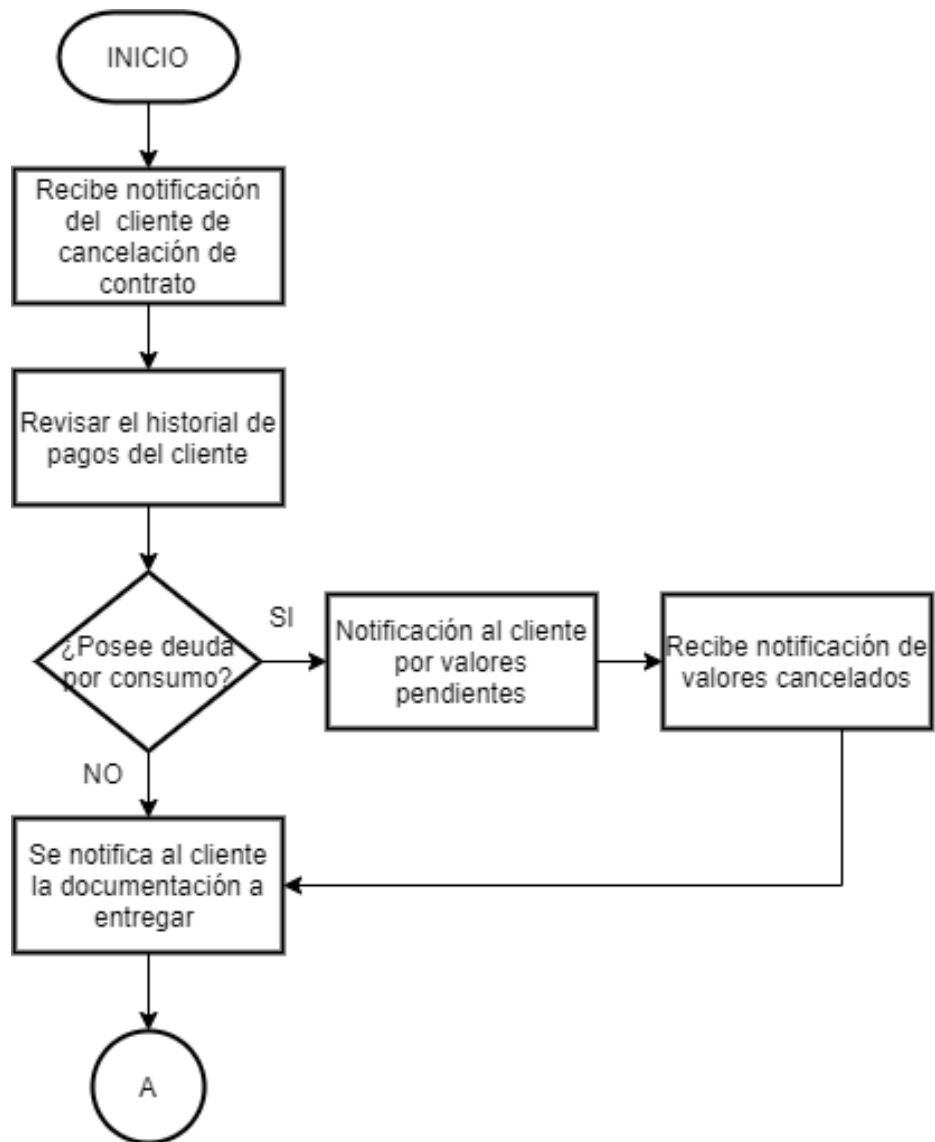 INICIO
Recibe notificación
del cliente de
cancelación de
contrato
Revisar el historial de
pagos del cliente
¿Posee deuda
por consumo?
SI
Notificación al cliente
por valores
pendientes
Recibe notificación de
valores cancelados
NO
Se notifica al cliente
la documentación a
entregar
A